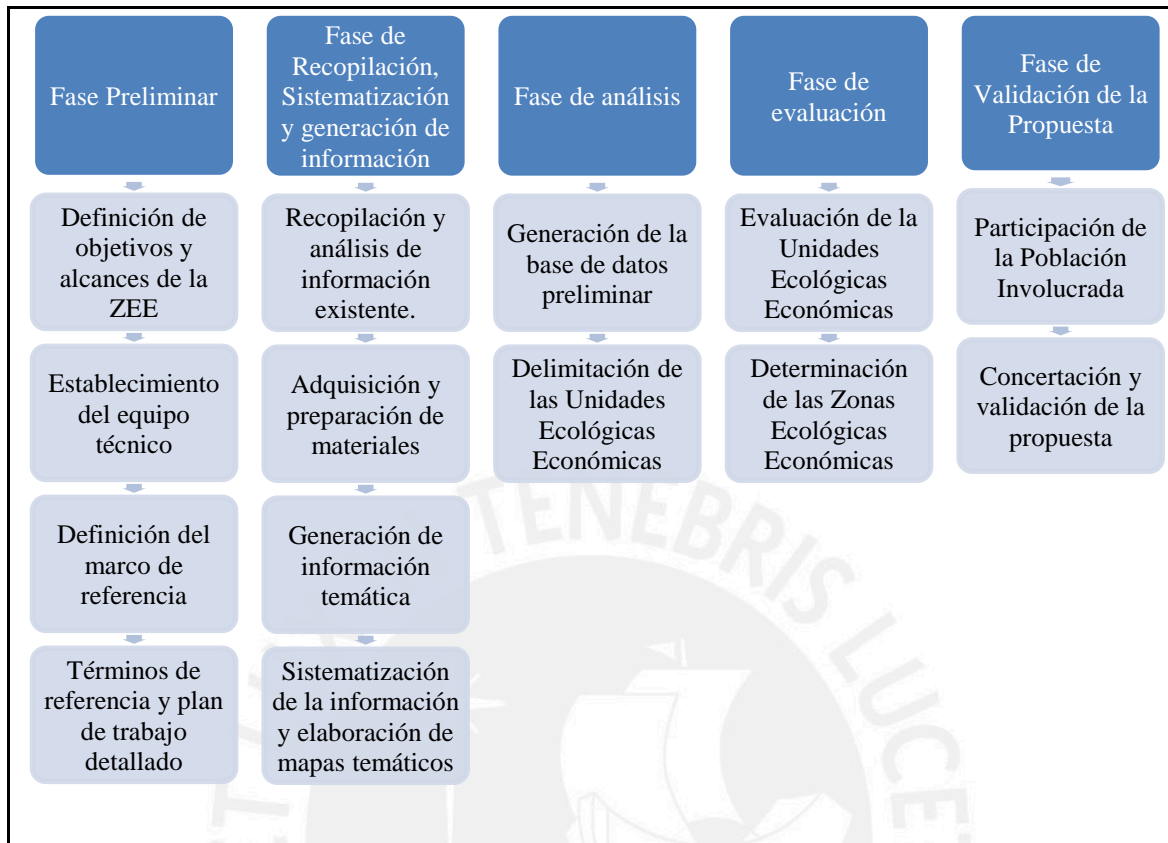 Fase Preliminar
Definición de
objetivos y
alcances de la
ZEE
Establecimiento
del equipo
técnico
Definición del
marco de
referencia
Términos de
referencia y plan
de trabajo
detallado
Fase de
Recopilación,
Sistematización
y generación de
información
Recopilación y
análisis de
información
existente.
Adquisición y
preparación de
materiales
Generación de
información
temática
Sistematización
de la información
y elaboración de
mapas temáticos
Fase de análisis
Generación de la
base de datos
preliminar
Delimitación de
las Unidades
Ecológicas
Económicas
Fase de
evaluación
Evaluación de la
Unidades
Ecológicas
Económicas
Determinación
de las Zonas
Ecológicas
Económicas
Fase de
Validación de la
Propuesta
Participación de
la Población
Involucrada
Concertación y
validación de la
propuesta
TENEBRIS